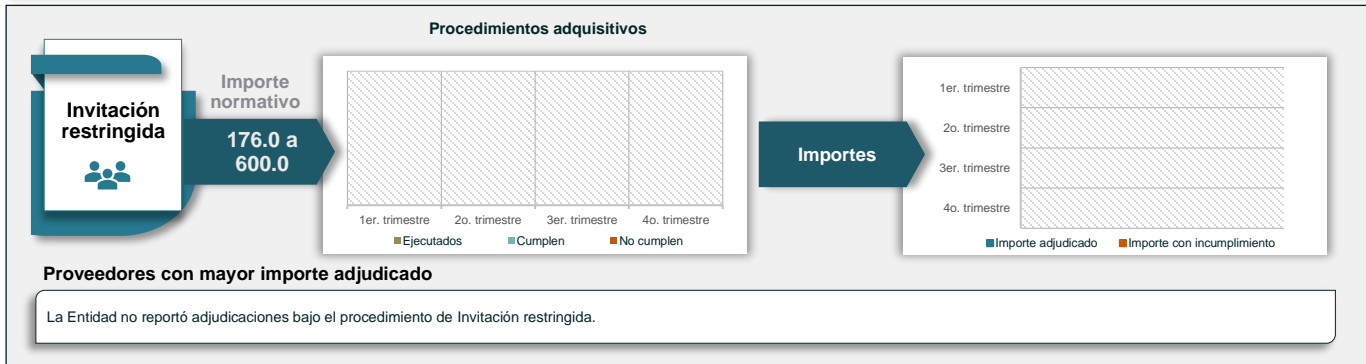 Procedimientos adquisitivos
Invitación
restringida
Importe
normativo
176.0 a
600.0
1er. trimestre
2o. trimestre
3er. trimestre
4o. trimestre
Ejecutados
Cumplen
No cumplen
Importes
1er. trimestre
2o. trimestre
3er. trimestre
4o. trimestre
Importe adjudicado
Importe con incumplimiento
Proveedores con mayor importe adjudicado
La Entidad no reportó adjudicaciones bajo el procedimiento de Invitación restringida.